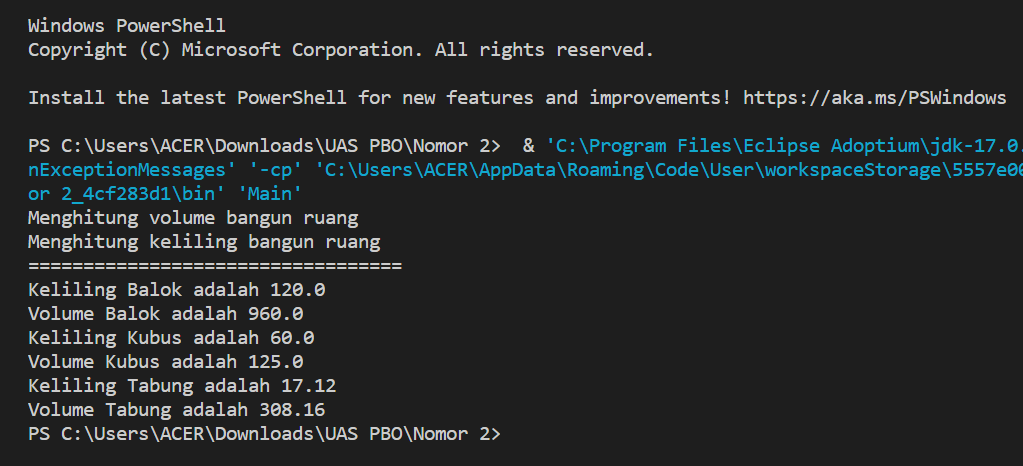 Windows PowerShell
Copyright (C) Microsoft Corporation. All rights reserved.
Install the latest PowerShell for new features and improvements! https://aka.ms/PSWindows
PS C:\Users\ACER\Downloads\UAS PBO\Nomor 2>  & 'C:\Program Files\Eclipse Adoptium\jdk-17.0.
nExceptionMessages' '-cp' 'C:\Users\ACER\AppData\Roaming\Code\User\workspaceStorage\5557e00
or 2_4cf283d1\bin' 'Main'
Menghitung volume bangun ruang
Menghitung keliling bangun ruang
==================================
Keliling Balok adalah 120.0
Volume Balok adalah 960.0
Keliling Kubus adalah 60.0
Volume Kubus adalah 125.0
Keliling Tabung adalah 17.12
Volume Tabung adalah 308.16
PS C:\Users\ACER\Downloads\UAS PBO\Nomor 2>